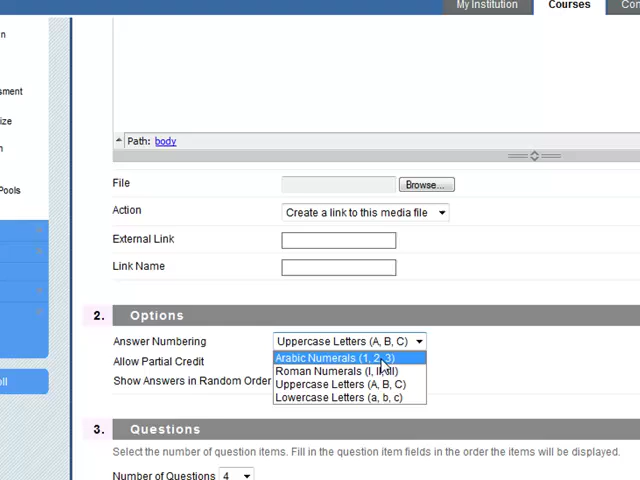 My Institution
Courses
sment
ize
Pools
Path: body
File
Browse...
Action
Create a link to this media file
External Link
Link Name
2. Options
Answer Numbering
Uppercase Letters (A, B, C)
Arabic Numerals (1, 2, 3)
Allow Partial Credit
Roman Numerals (I, II, III)
Show Answers in Random Order
Uppercase Letters (A, B, C)
Lowercase Letters (a, b, c)
3. Questions
Select the number of question items. Fill in the question item fields in the order the items will be displayed.
Number of Questions 4